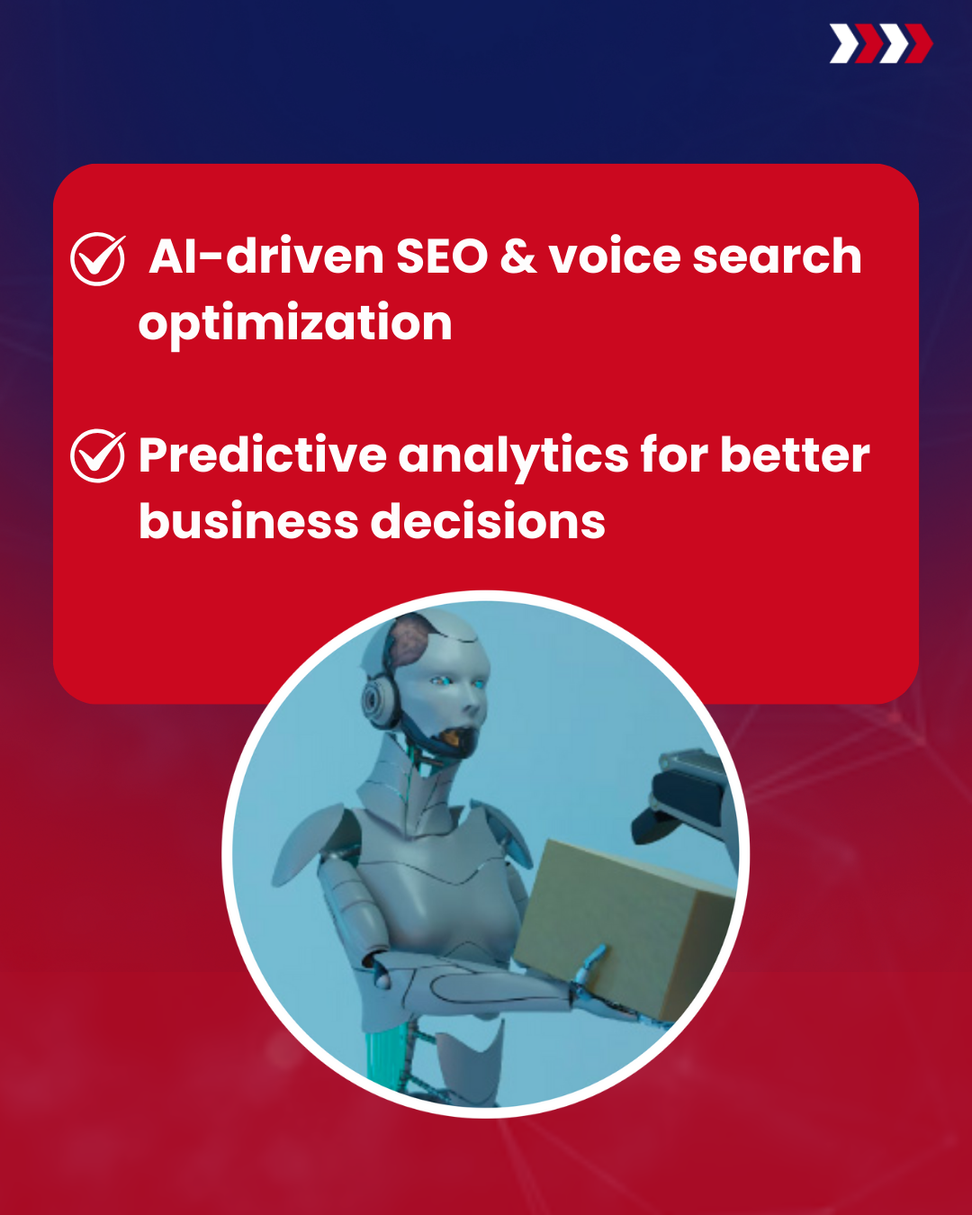 AI-driven SEO & voice search
optimization
Predictive analytics for better
business decisions